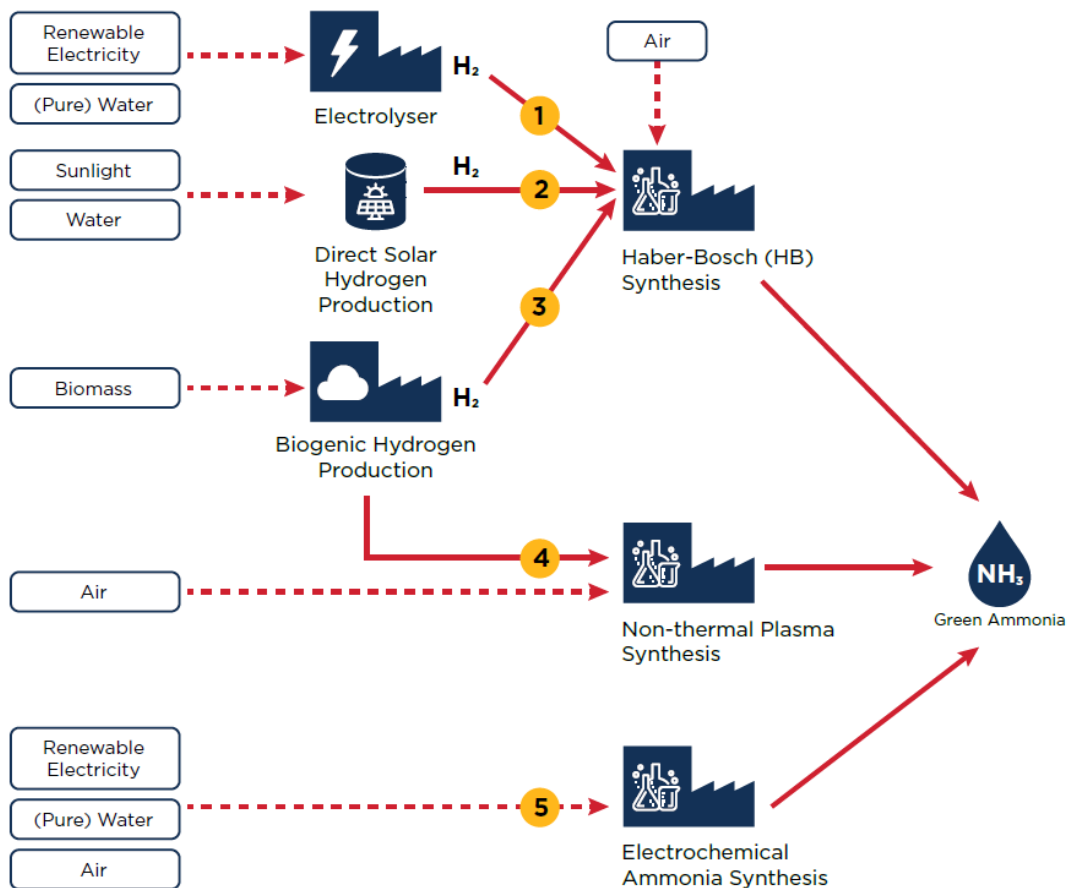 Renewable
Electricity
(Pure) Water
H₂
Electrolyser
1
Air
Sunlight
Water
H₂
2
Direct Solar
Hydrogen
Production
Haber-Bosch (HB)
Synthesis
3
Biomass
H₂
Biogenic Hydrogen
Production
4
Air
Non-thermal Plasma
Synthesis
NH₃
Green Ammonia
Renewable
Electricity
(Pure) Water
Air
5
Electrochemical
Ammonia Synthesis